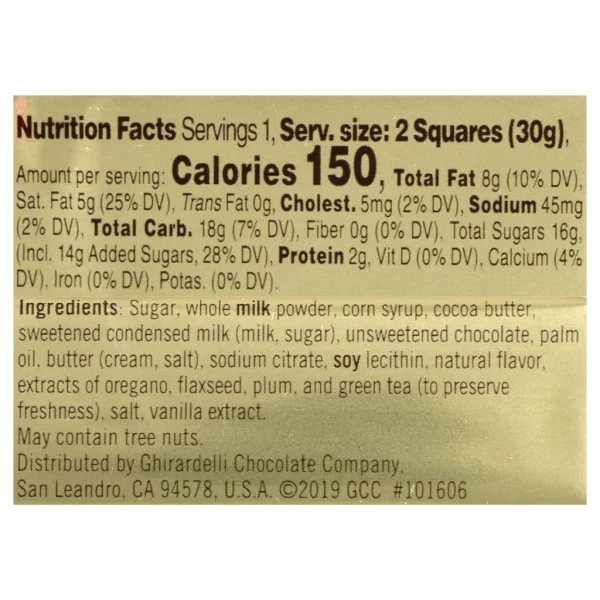 Nutrition Facts Servings 1, Serv. size: 2 Squares (30g),
Amount per serving: Calories 150, Total Fat 8g (10% DV),
Sat. Fat 5g (25% DV), Trans Fat 0g, Cholest. 5mg (2% DV), Sodium 45mg
(2% DV), Total Carb. 18g (7% DV), Fiber 0g (0% DV), Total Sugars 16g,
(Incl. 14g Added Sugars, 28% DV), Protein 2g, Vit D (0% DV), Calcium (4%
DV), Iron (0% DV), Potas. (0% DV).
Ingredients: Sugar, whole milk powder, corn syrup, cocoa butter,
sweetened condensed milk (milk, sugar), unsweetened chocolate, palm
oil, butter (cream, salt), sodium citrate, soy lecithin, natural flavor,
extracts of oregano, flaxseed, plum, and green tea (to preserve
freshness), salt, vanilla extract.
May contain tree nuts.
Distributed by Ghirardelli Chocolate Company,
San Leandro, CA 94578, U.S.A. ©2019 GCC #101606